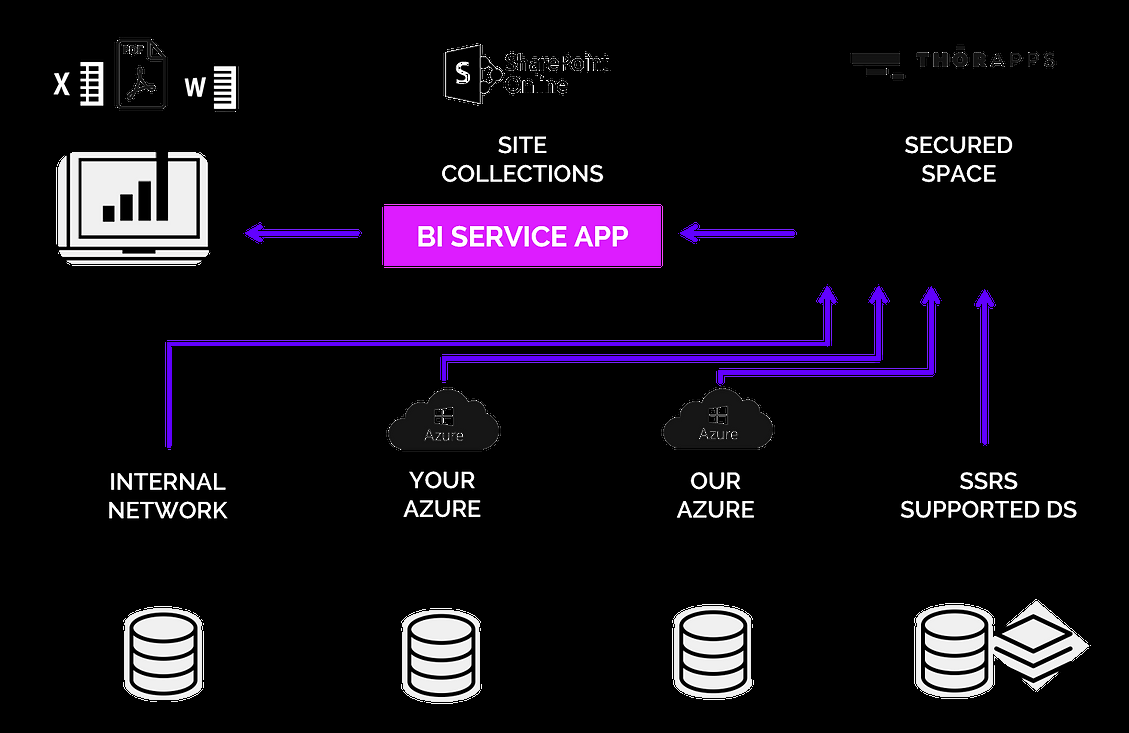 PDF
X
W
S
SharePoint
Online
THŌRAPPS
SITE
COLLECTIONS
SECURED
SPACE
BI SERVICE APP
Azure
Azure
INTERNAL
NETWORK
YOUR
AZURE
OUR
AZURE
SSRS
SUPPORTED DS